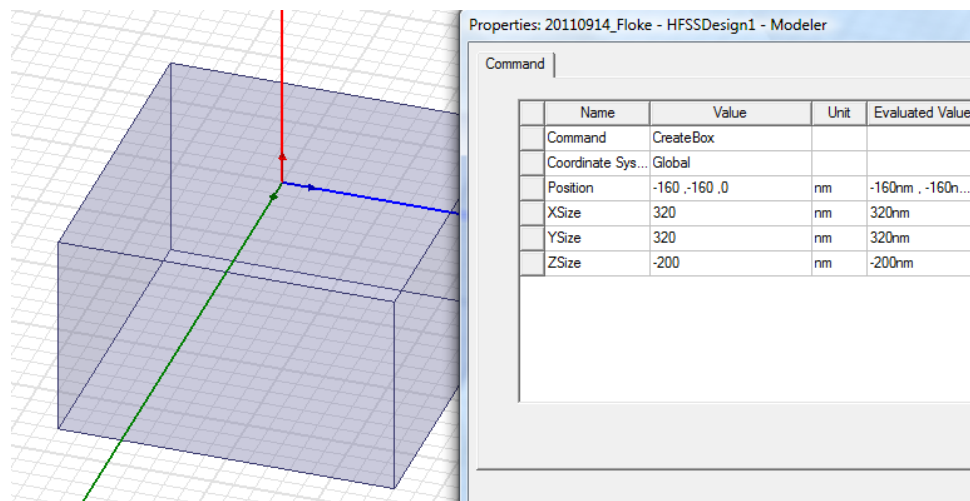 Properties: 20110914_Floke - HFSSDesign1 - Modeler
Command
Name Value Unit Evaluated Value
Command CreateBox
Coordinate Sys... Global
Position -160 ,-160 ,0 nm -160nm , -160n...
XSize 320 nm 320nm
YSize 320 nm 320nm
ZSize -200 nm -200nm